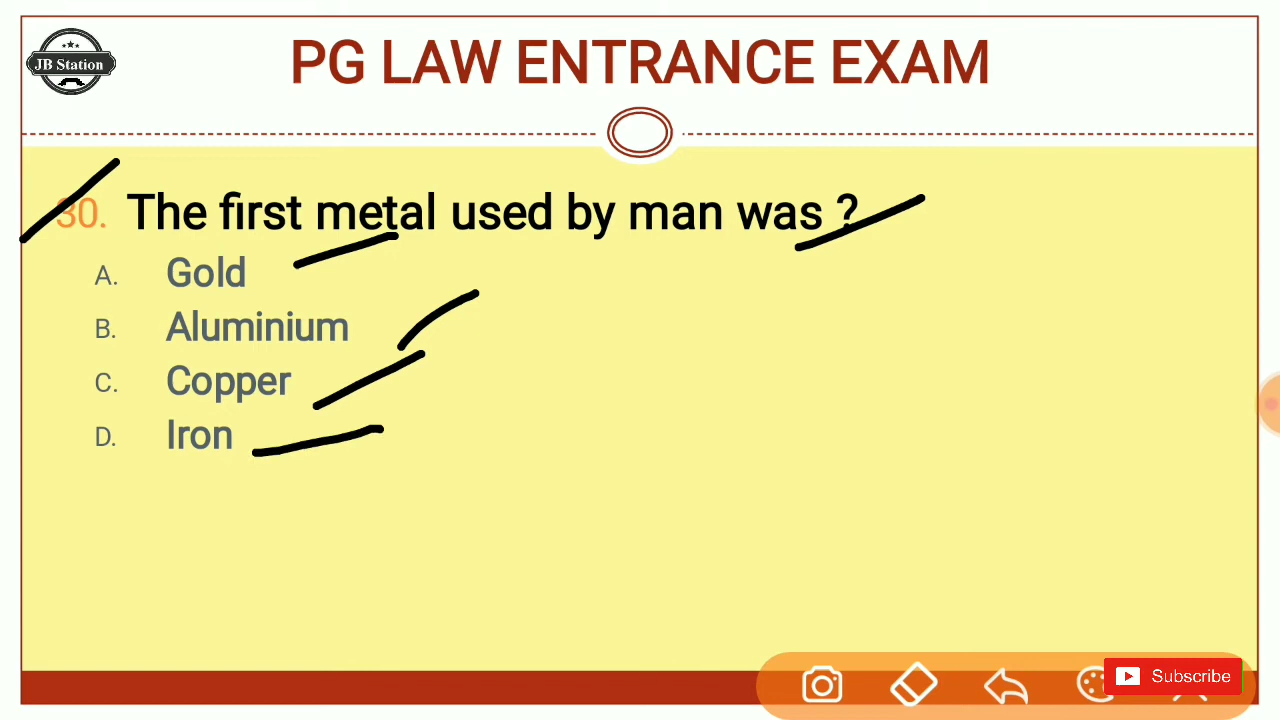 JB Station
PG LAW ENTRANCE EXAM
30. The first metal used by man was ?
A. Gold
B. Aluminium
C. Copper
D. Iron
Subscribe